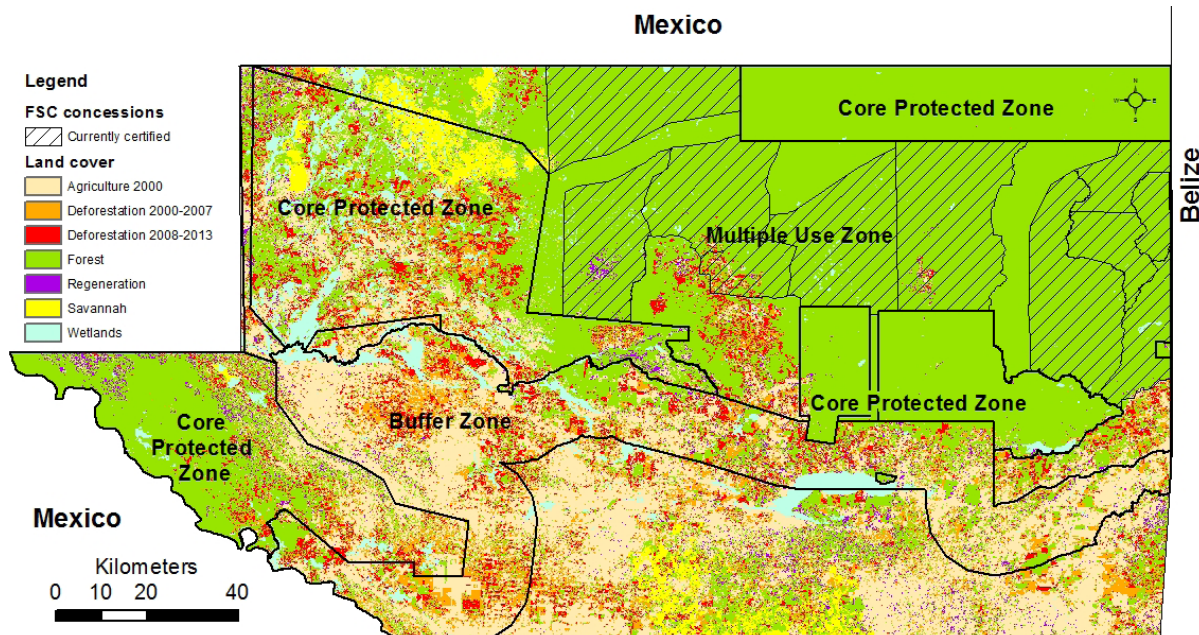 Mexico
Legend
FSC concessions
Currently certified
Land cover
Agriculture 2000
Deforestation 2000-2007
Deforestation 2008-2013
Forest
Regeneration
Savannah
Wetlands
Core Protected Zone
N
W E
S
Belize
Core Protected Zone
Multiple Use Zone
Core Protected Zone
Buffer Zone
Core
Protected
Zone
Mexico
Kilometers
0 10 20 40